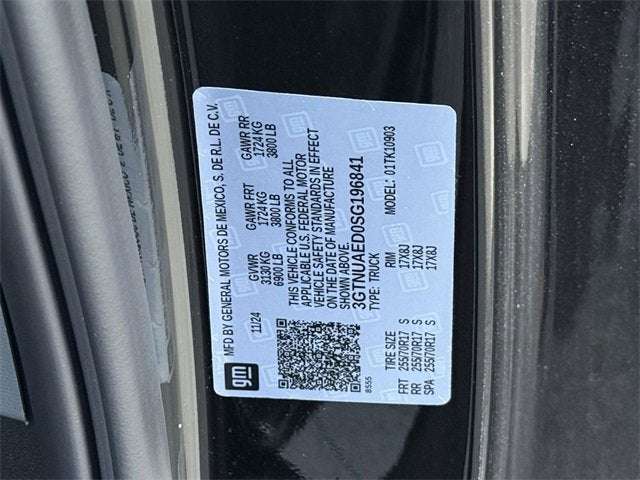 MFD BY GENERAL MOTORS DE MEXICO, S. DE R.L. DE C.V.
11/24 GVWR GAWR FRT GAWR RR
3130 KG 1724 KG 1724 KG
6900 LB 3800 LB 3800 LB
gm
THIS VEHICLE CONFORMS TO ALL
APPLICABLE U.S. FEDERAL MOTOR
VEHICLE SAFETY STANDARDS IN EFFECT
ON THE DATE OF MANUFACTURE
SHOWN ABOVE.
3GTNUAED0SG196841
TYPE: TRUCK MODEL: 01TK10903
8555
TIRE SIZE RIM
FRT 255/70R17 S 17X8J
RR 255/70R17 S 17X8J
SPA 255/70R17 S 17X8J